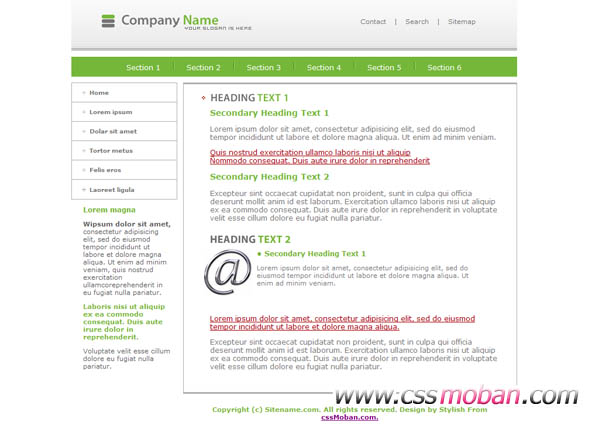 Company Name
YOUR SLOGAN IS HERE
Contact | Search | Sitemap
Section 1 Section 2 Section 3 Section 4 Section 5 Section 6
Home
Lorem ipsum
Dolar sit amet
Tortor metus
Felis eros
Laoreet ligula
Lorem magna
Wipsum dolor sit amet,
consectetur adipisicing
elit, sed do eiusmod
tempor incididunt ut
labore et dolore magna
aliqua. Ut enim ad minim
veniam, quis nostrud
exercitation
ullamcoreprehenderit in
eu fugiat nulla pariatur.
Laboris nisi ut aliquip
ex ea commodo
consequat. Duis aute
irure dolor in
reprehenderit.
Voluptate velit esse cillum
dolore eu fugiat nulla
pariatur.
HEADING TEXT 1
Secondary Heading Text 1
Lorem ipsum dolor sit amet, consectetur adipisicing elit, sed do eiusmod
tempor incididunt ut labore et dolore magna aliqua. Ut enim ad minim veniam.
Quis nostrud exercitation ullamco laboris nisi ut aliquip
Nommodo consequat. Duis aute irure dolor in reprehenderit
Secondary Heading Text 2
Excepteur sint occaecat cupidatat non proident, sunt in culpa qui officia
deserunt mollit anim id est laborum. Exercitation ullamco laboris nisi ut aliquip
ex ea commodo consequat. Duis aute irure dolor in reprehenderit in voluptate
velit esse cillum dolore eu fugiat nulla pariatur.
HEADING TEXT 2
@
Secondary Heading Text 1
Lorem ipsum dolor sit amet, consectetur adipisicing elit, sed do
eiusmod tempor incididunt ut labore et dolore magna aliqua. Ut
enim ad minim veniam.
Lorem ipsum dolor sit amet, consectetur adipisicing elit, sed do eiusmod
tempor incididunt ut labore et dolore magna aliqua.
Excepteur sint occaecat cupidatat non proident, sunt in culpa qui officia
deserunt mollit anim id est laborum. Exercitation ullamco laboris nisi ut aliquip
ex ea commodo consequat. Duis aute irure dolor in reprehenderit in voluptate
velit esse cillum dolore eu fugiat nulla pariatur.
www.cssmoban.com
Copyright (c) Sitename.com. All rights reserved. Design by Stylish From
cssMoban.com.